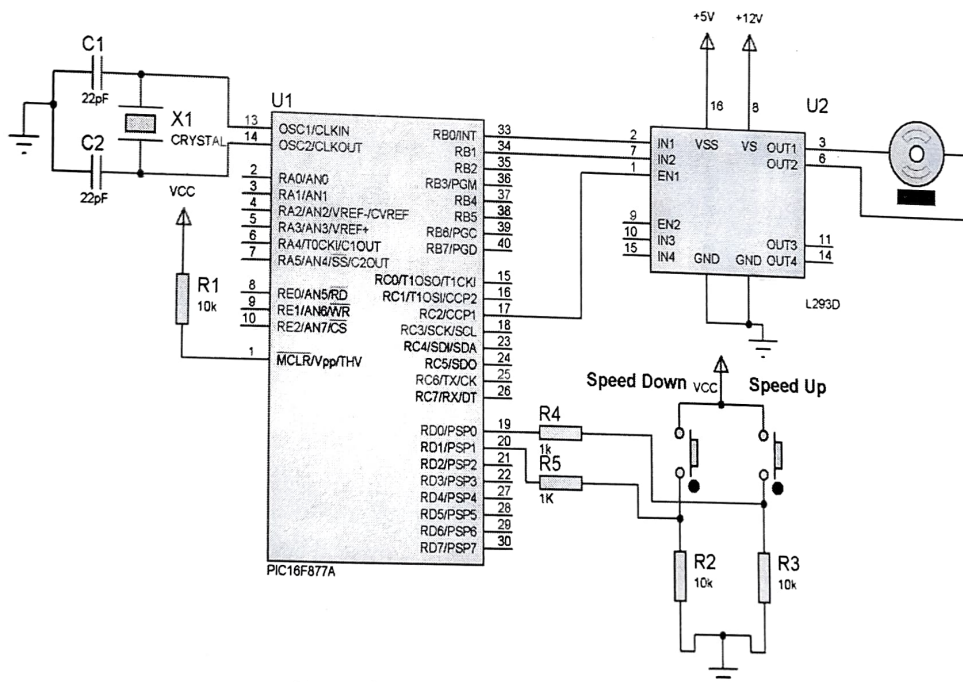 +5V
+12V
C1
22pF
X1
CRYSTAL
C2
22pF
VCC
R1
10k
U1
13
OSC1/CLKIN
14
OSC2/CLKOUT
2
RA0/AN0
3
RA1/AN1
4
RA2/AN2/VREF-/CVREF
5
RA3/AN3/VREF+
6
RA4/T0CKI/C1OUT
7
RA5/AN4/SS/C2OUT
8
RE0/AN5/RD
9
RE1/AN6/WR
10
RE2/AN7/CS
1
MCLR/Vpp/THV
RB0/INT
33
RB1
34
RB2
35
RB3/PGM
36
RB4
37
RB5
38
RB6/PGC
39
RB7/PGD
40
RC0/T1OSO/T1CKI
15
RC1/T1OSI/CCP2
16
RC2/CCP1
17
RC3/SCK/SCL
18
RC4/SDI/SDA
23
RC5/SDO
24
RC6/TX/CK
25
RC7/RX/DT
26
RD0/PSP0
19
RD1/PSP1
20
RD2/PSP2
21
RD3/PSP3
22
RD4/PSP4
27
RD5/PSP5
28
RD6/PSP6
29
RD7/PSP7
30
PIC16F877A
U2
16
8
VSS
VS
2
IN1
7
IN2
1
EN1
9
EN2
10
IN3
15
IN4
OUT1
3
OUT2
6
OUT3
11
OUT4
14
GND
GND
L293D
Speed Down
VCC
Speed Up
R4
1k
R5
1K
R2
10k
R3
10k